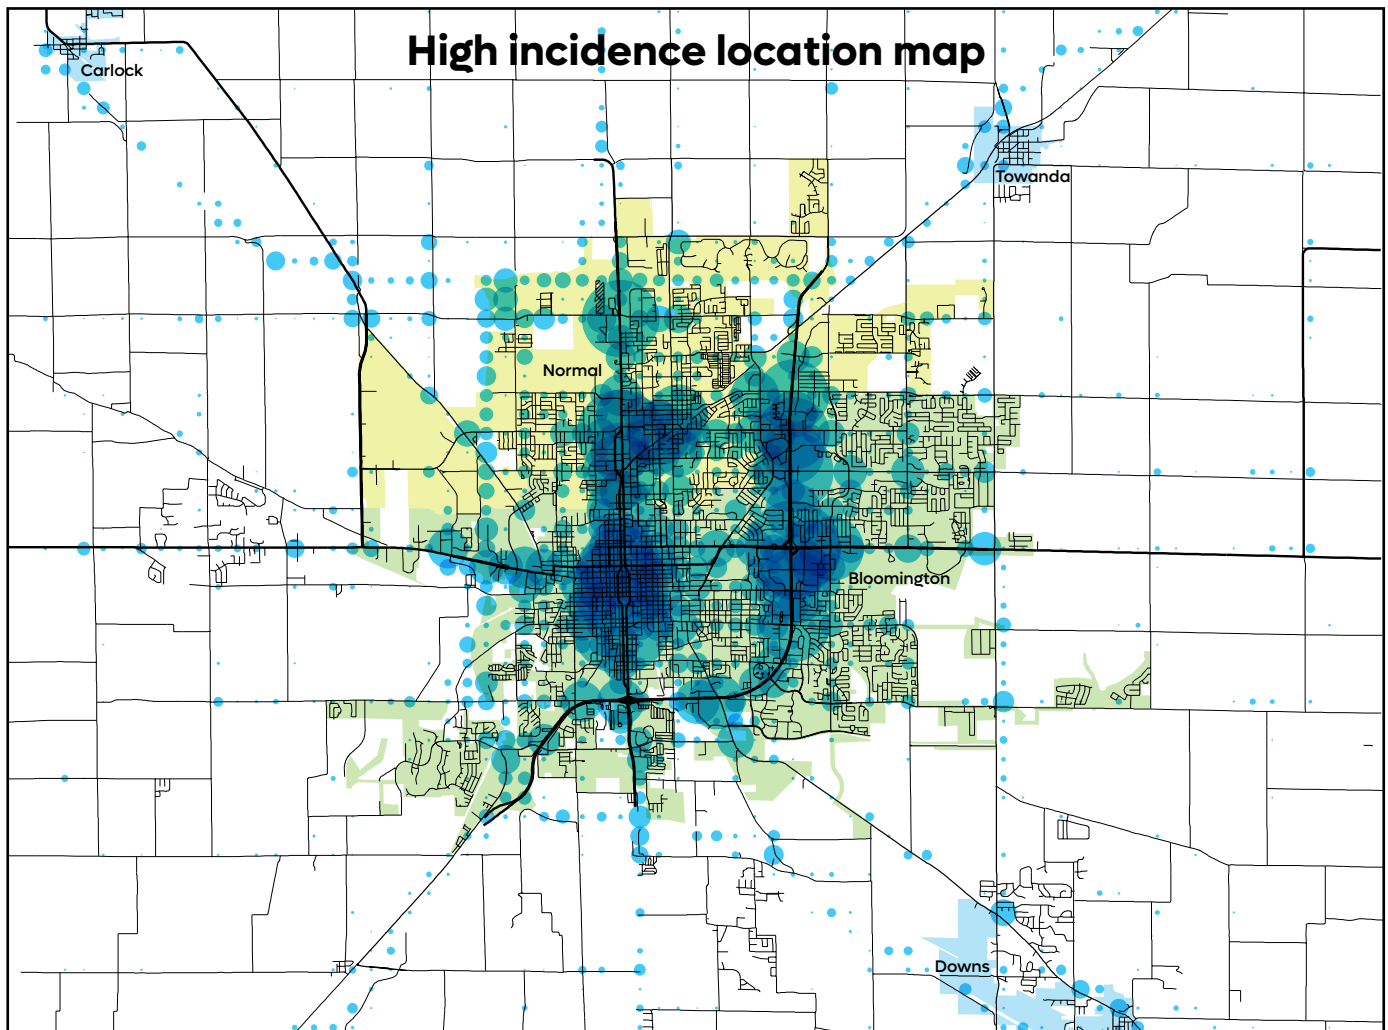 High incidence location map
Carlock
Towanda
Normal
Bloomington
Downs